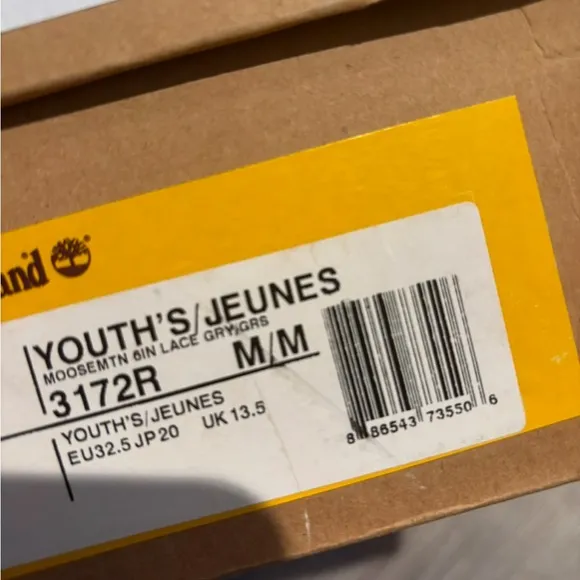 and
YOUTH'S/JEUNES
MOOSEMTN 6IN LACE GRY/GRS
3172R M/M
YOUTH'S/JEUNES
EU32.5 JP20 UK 13.5
8 86543 73550 6